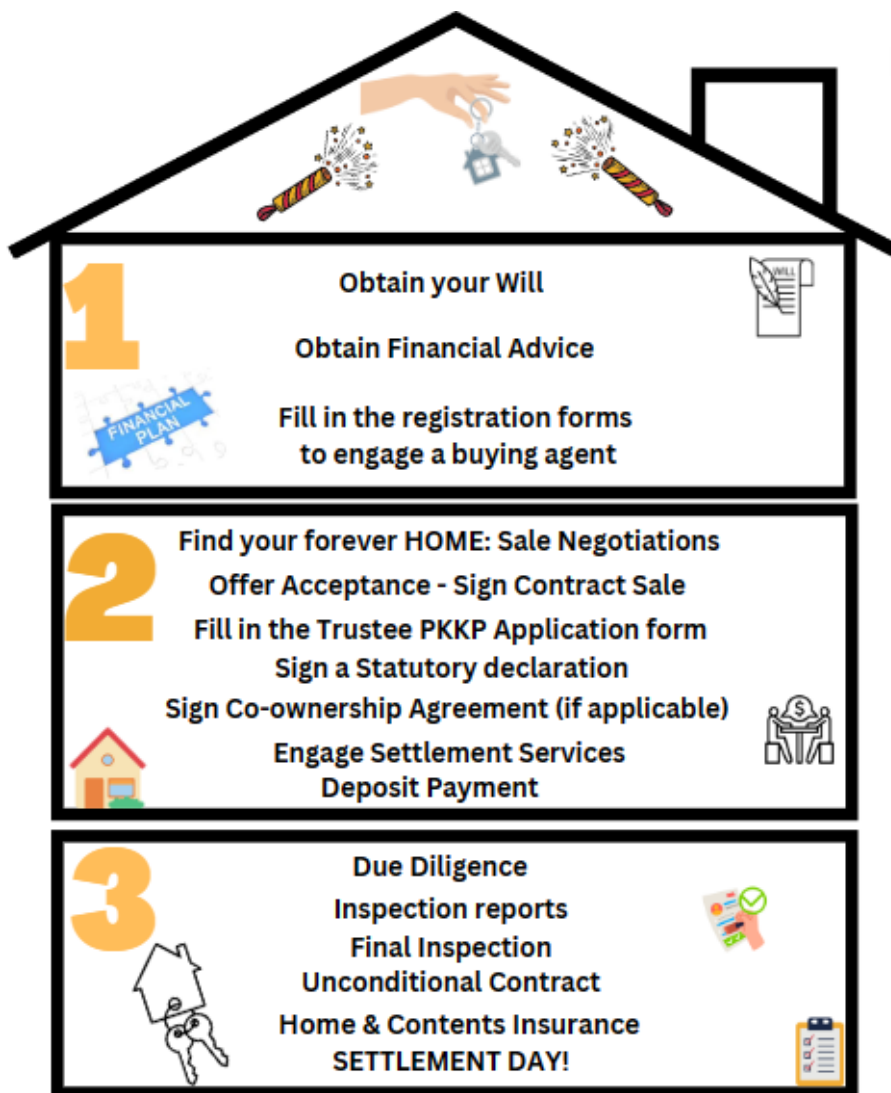 1
Obtain your Will
WILL
Obtain Financial Advice
FINANCIAL
PLAN
Fill in the registration forms
to engage a buying agent
2
Find your forever HOME: Sale Negotiations
Offer Acceptance - Sign Contract Sale
Fill in the Trustee PKKP Application form
Sign a Statutory declaration
Sign Co-ownership Agreement (if applicable)
$
Engage Settlement Services
Deposit Payment
3
Due Diligence
Inspection reports
Final Inspection
Unconditional Contract
Home & Contents Insurance
SETTLEMENT DAY!